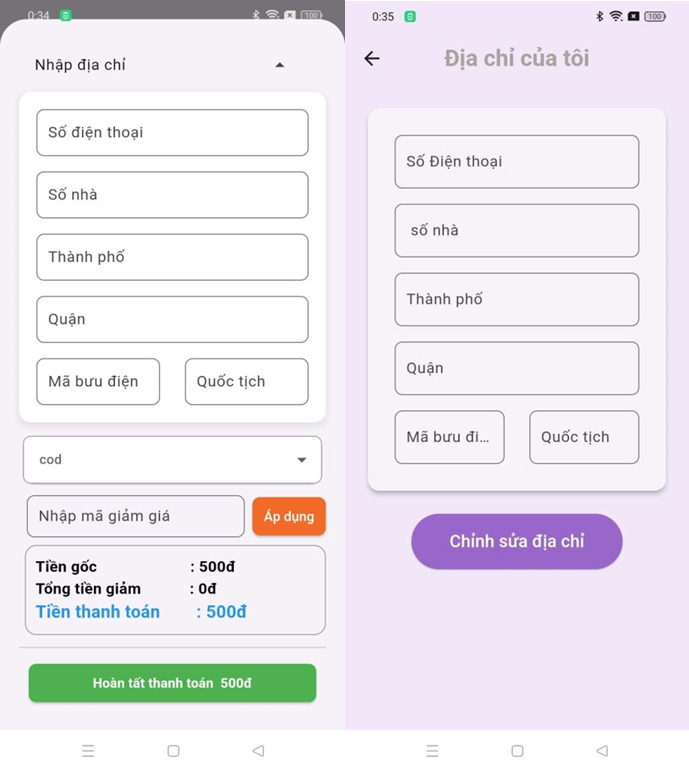 0:34
100
Nhập địa chỉ
Số điện thoại
Số nhà
Thành phố
Quận
Mã bưu điện Quốc tịch
cod
Nhập mã giảm giá Áp dụng
Tiền gốc : 500đ
Tổng tiền giảm : 0đ
Tiền thanh toán : 500đ
Hoàn tất thanh toán 500đ
0:35
100
Địa chỉ của tôi
Số Điện thoại
số nhà
Thành phố
Quận
Mã bưu đi... Quốc tịch
Chỉnh sửa địa chỉ